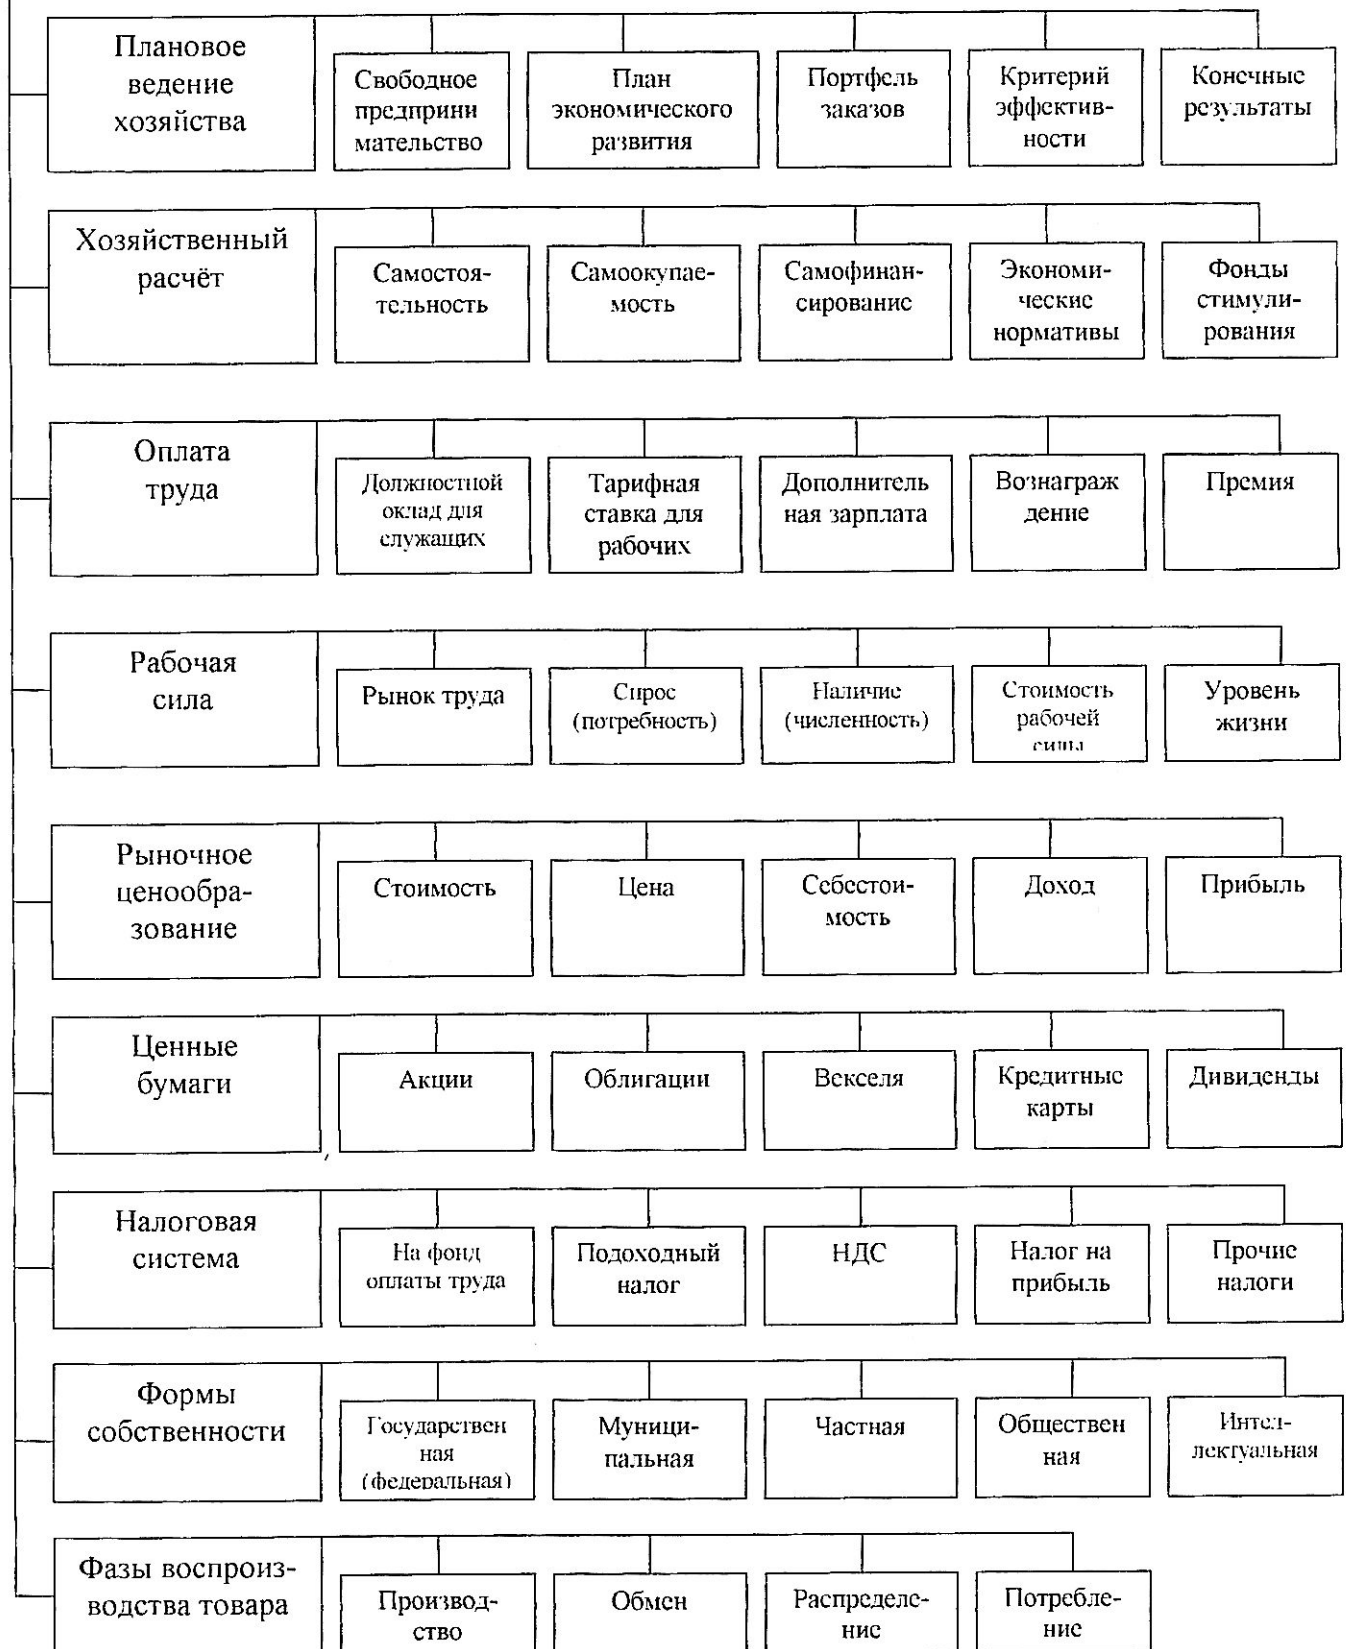 Плановое
ведение
хозяйства
Свободное
предприни
мательство
План
экономического
развития
Портфель
заказов
Критерий
эффектив-
ности
Конечные
результаты
Хозяйственный
расчёт
Самостоя-
тельность
Самоокупае-
мость
Самофинан-
сирование
Экономи-
ческие
нормативы
Фонды
стимули-
рования
Оплата
труда
Должностной
оклад для
служащих
Тарифная
ставка для
рабочих
Дополнитель
ная зарплата
Вознаграж
дение
Премия
Рабочая
сила
Рынок труда
Спрос
(потребность)
Наличие
(численность)
Стоимость
рабочей
силы
Уровень
жизни
Рыночное
ценообра-
зование
Стоимость
Цена
Себестои-
мость
Доход
Прибыль
Ценные
бумаги
Акции
Облигации
Векселя
Кредитные
карты
Дивиденды
Налоговая
система
На фонд
оплаты труда
Подоходный
налог
НДС
Налог на
прибыль
Прочие
налоги
Формы
собственности
Государствен
ная
(федеральная)
Муници-
пальная
Частная
Обществен
ная
Интел-
лектуальная
Фазы воспроиз-
водства товара
Производ-
ство
Обмен
Распределе-
ние
Потребле-
ние